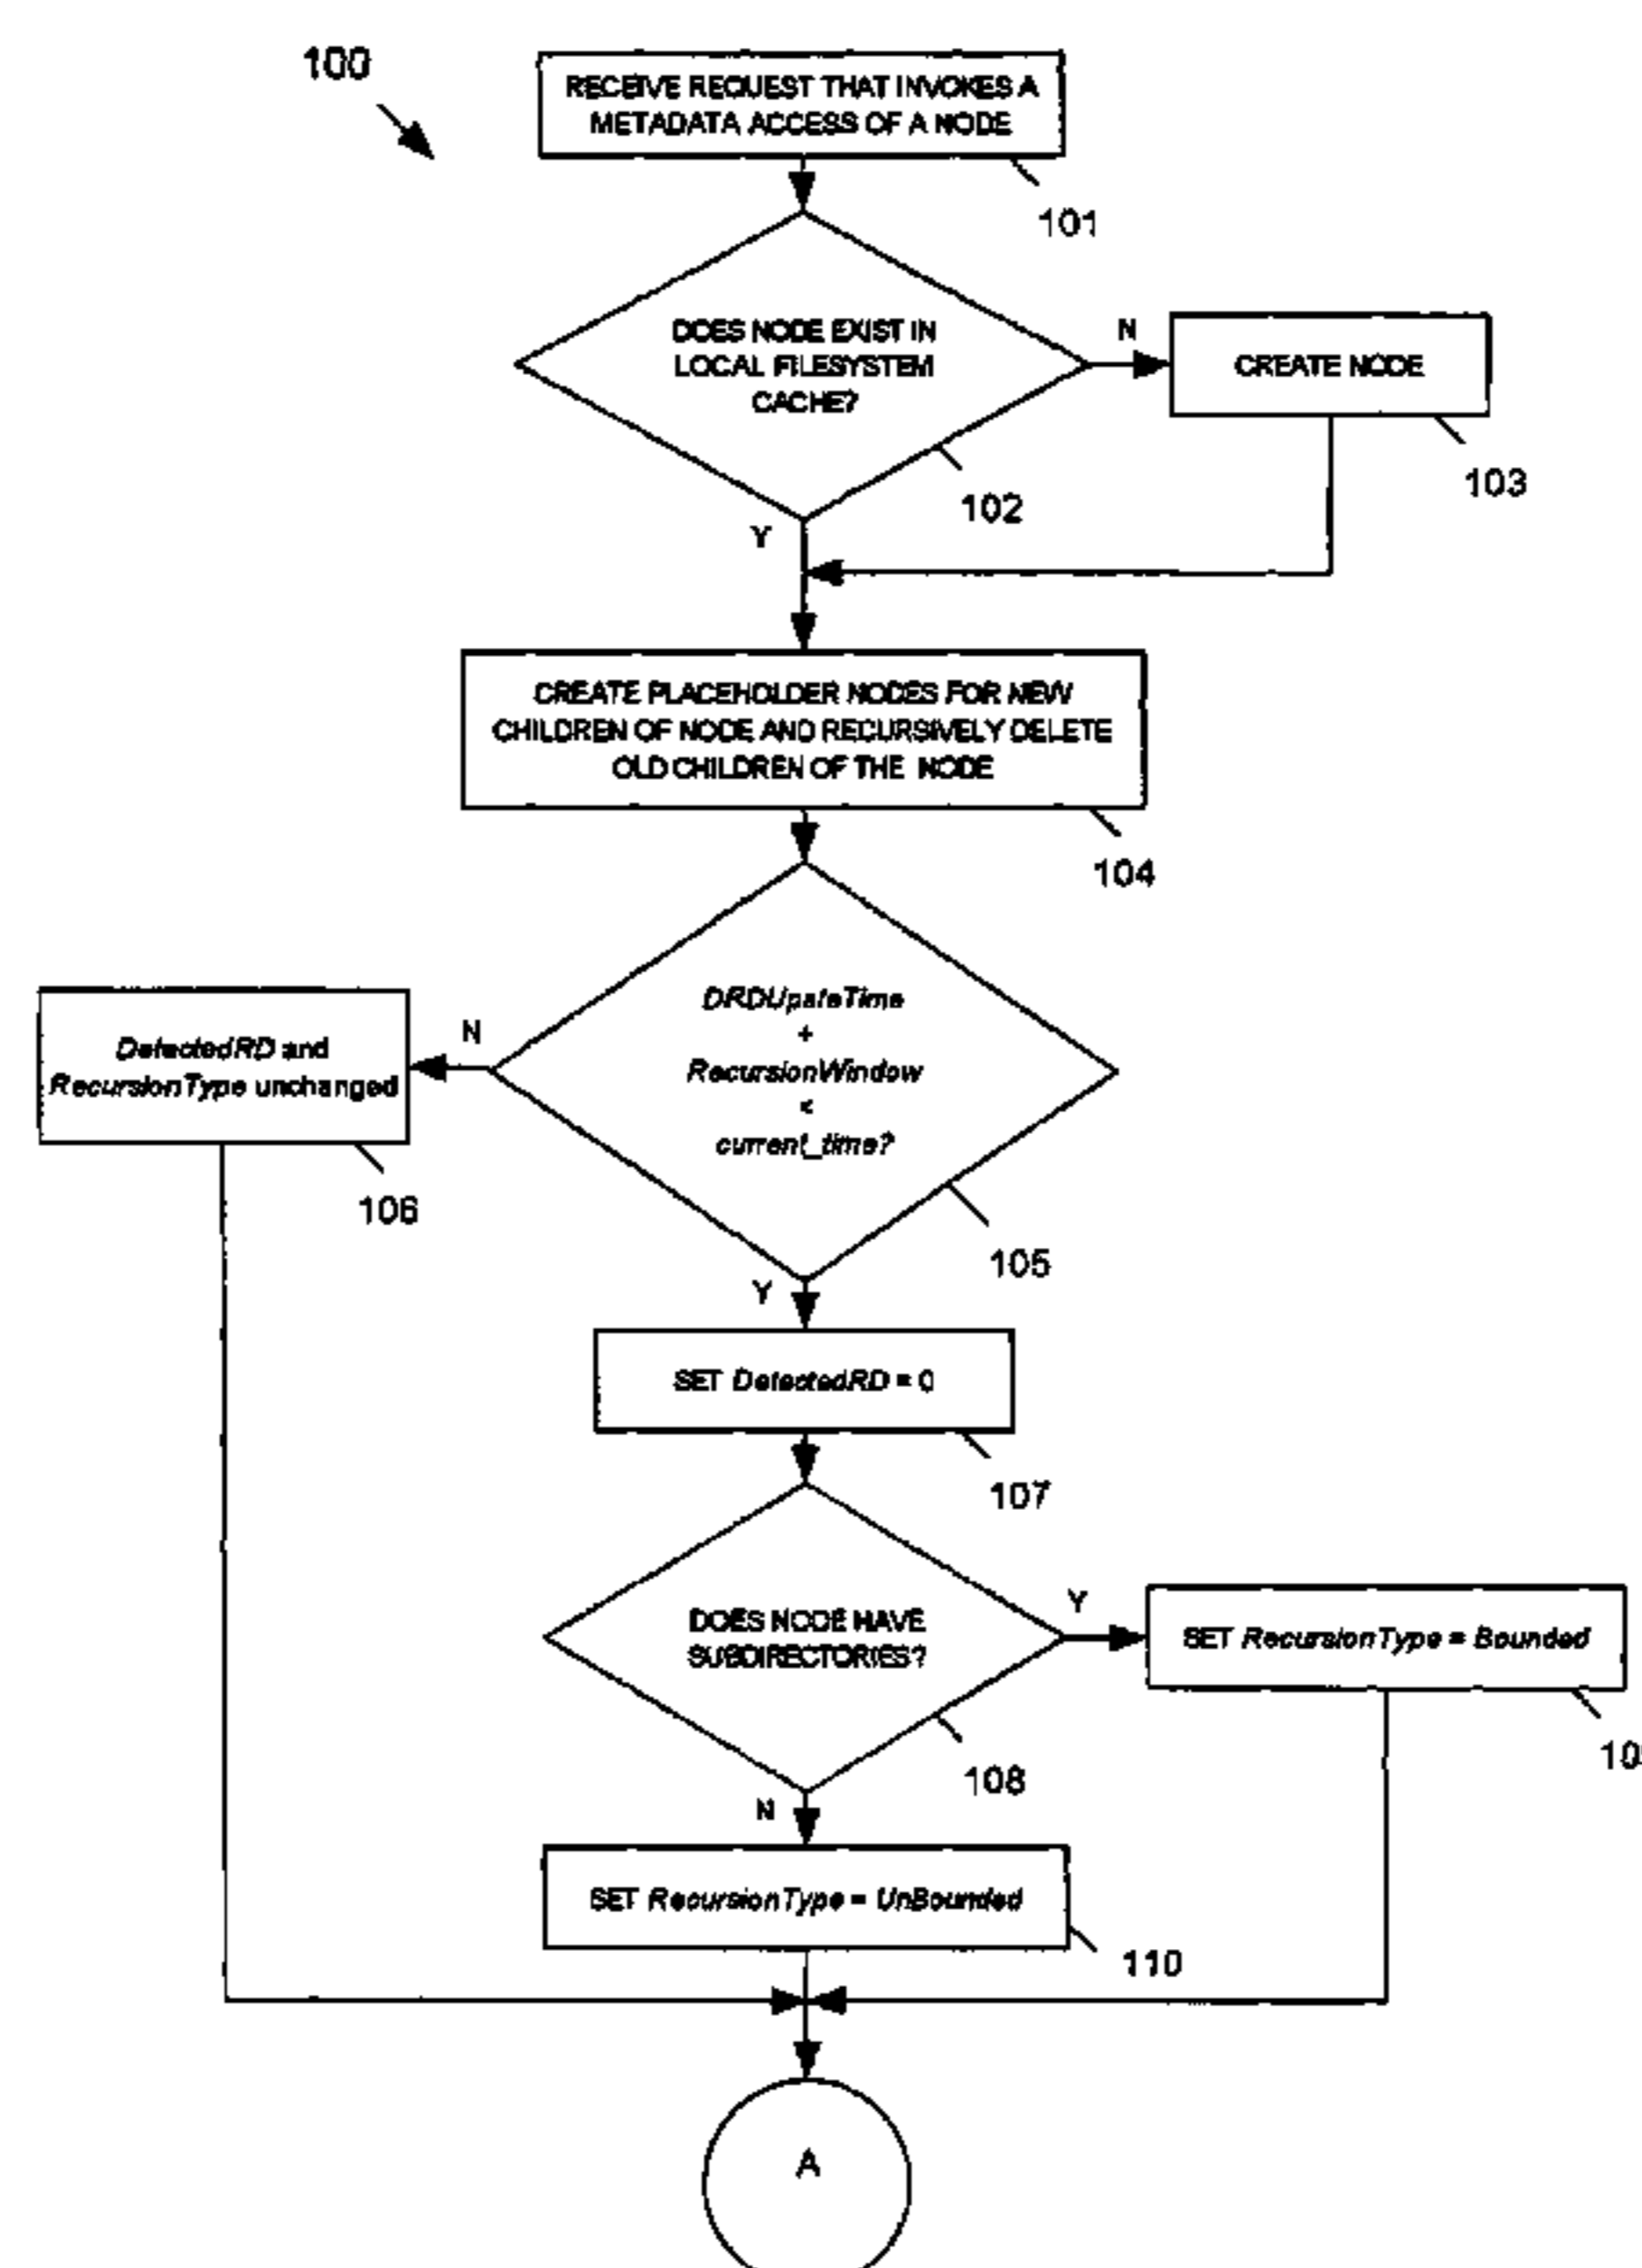 100
RECEIVE REQUEST THAT INVOKES A
METADATA ACCESS OF A NODE
101
DOES NODE EXIST IN
LOCAL FILESYSTEM
CACHE?
N
CREATE NODE
102
103
Y
CREATE PLACEHOLDER NODES FOR NEW
CHILDREN OF NODE AND RECURSIVELY DELETE
OLD CHILDREN OF THE NODE
104
DRDUpateTime
+
RecursionWindow
<
current_time?
N
DetectedRD and
RecursionType unchanged
106
105
Y
SET DetectedRD = 0
107
DOES NODE HAVE
SUBDIRECTORIES?
Y
SET RecursionType = Bounded
108
N
SET RecursionType = UnBounded
110
A